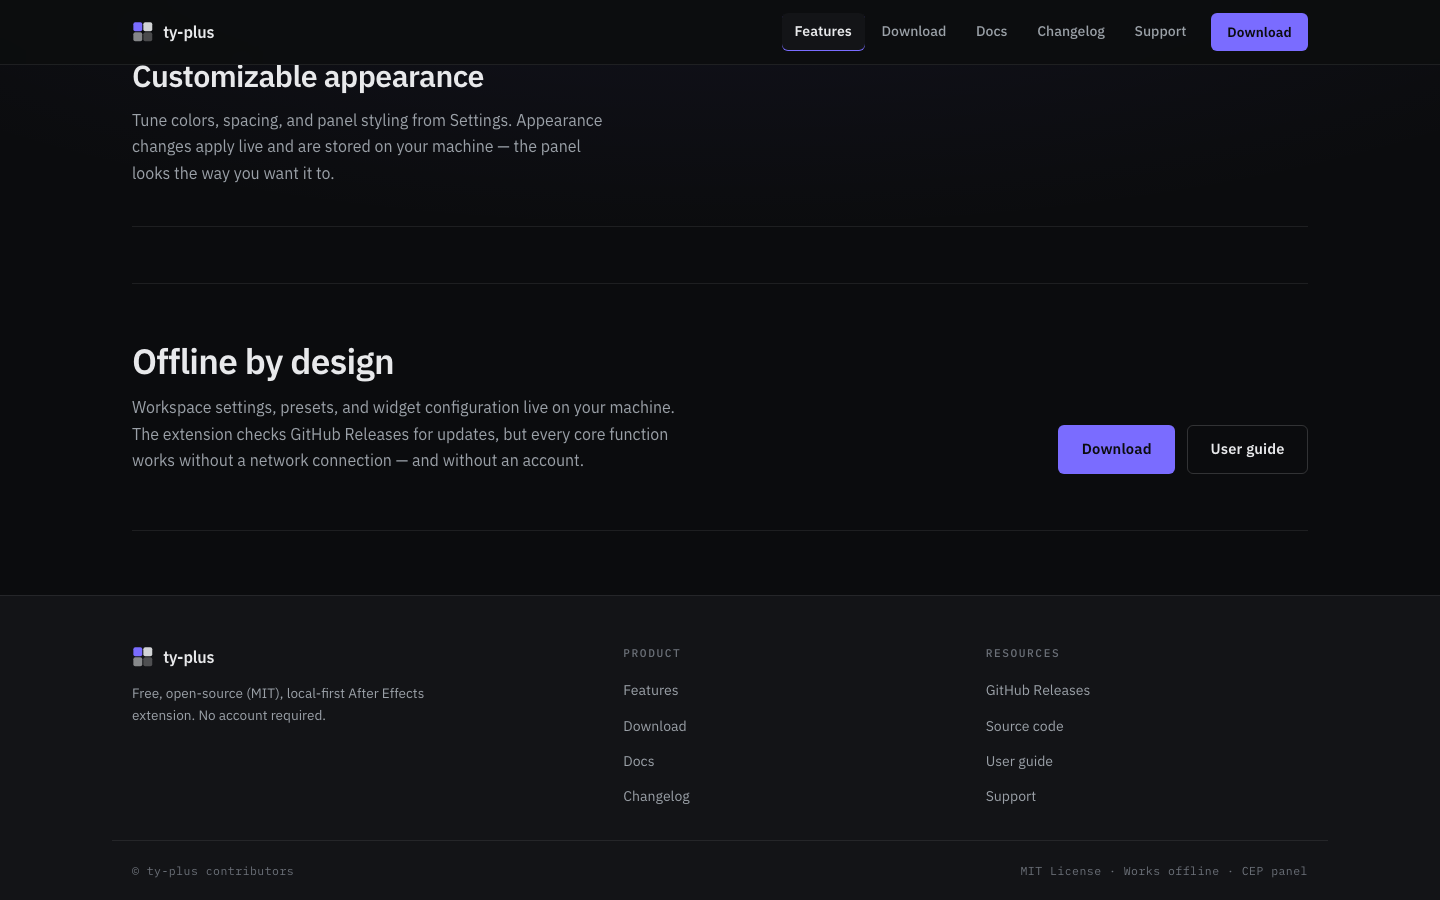 ty-plus
Features
Download
Docs
Changelog
Support
Download
Customizable appearance
Tune colors, spacing, and panel styling from Settings. Appearance
changes apply live and are stored on your machine — the panel
looks the way you want it to.
Offline by design
Workspace settings, presets, and widget configuration live on your machine.
The extension checks GitHub Releases for updates, but every core function
works without a network connection — and without an account.
Download
User guide
ty-plus
Free, open-source (MIT), local-first After Effects
extension. No account required.
PRODUCT
Features
Download
Docs
Changelog
RESOURCES
GitHub Releases
Source code
User guide
Support
© ty-plus contributors
MIT License · Works offline · CEP panel